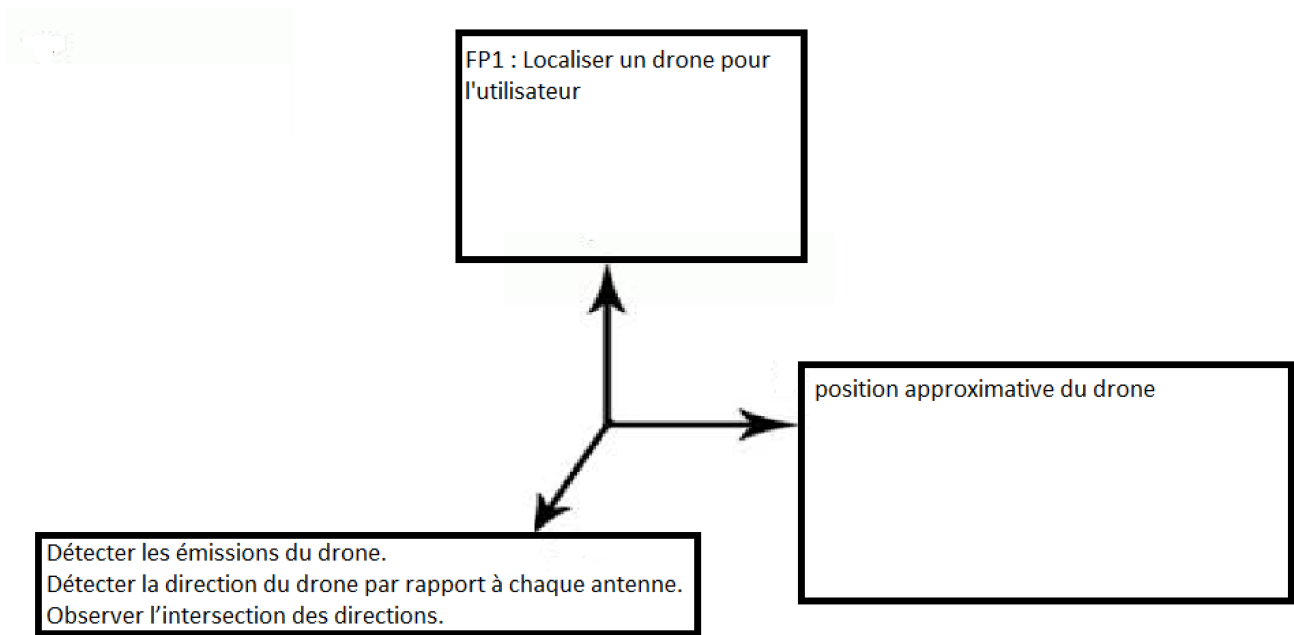 FP1 : Localiser un drone pour
l'utilisateur
position approximative du drone
Détecter les émissions du drone.
Détecter la direction du drone par rapport à chaque antenne.
Observer l’intersection des directions.